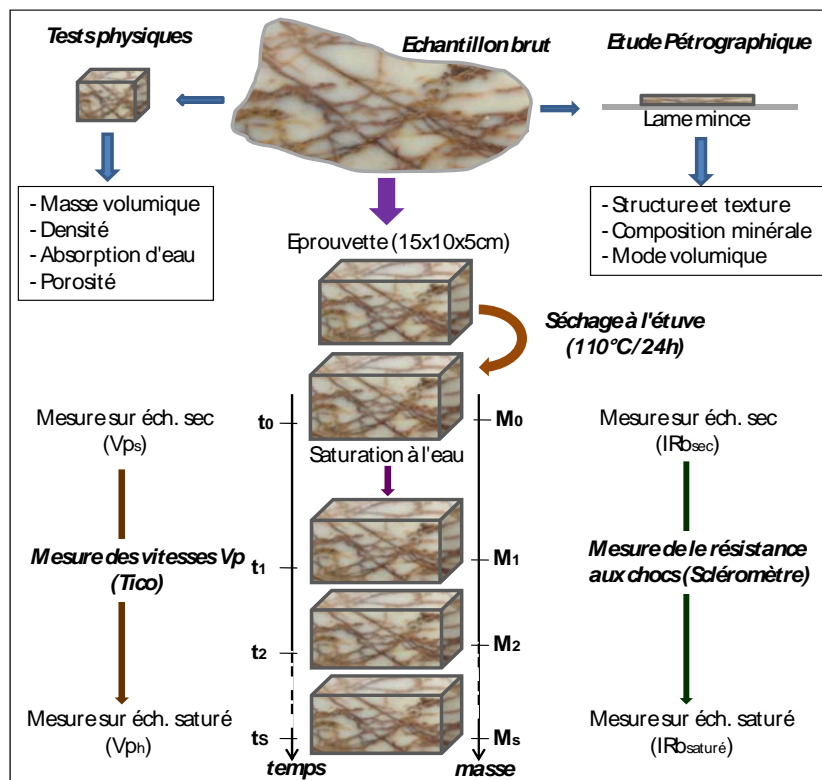 Tests physiques
Echantillon brut
Etude Pétrographique
Lame mince
- Masse volumique
- Densité
- Absorption d'eau
- Porosité
- Structure et texture
- Composition minérale
- Mode volumique
Eprouvette (15x10x5cm)
Séchage à l'étuve
(110°C/ 24h)
Mesure sur éch. sec
(Vps)
t0
M0
Mesure sur éch. sec
(IRbsec)
Saturation à l'eau
Mesure des vitesses Vp
(Tico)
t1
M1
Mesure de le résistance
aux chocs (Scléromètre)
t2
M2
Mesure sur éch. saturé
(Vph)
ts
Ms
Mesure sur éch. saturé
(IRbsaturé)
temps
masse